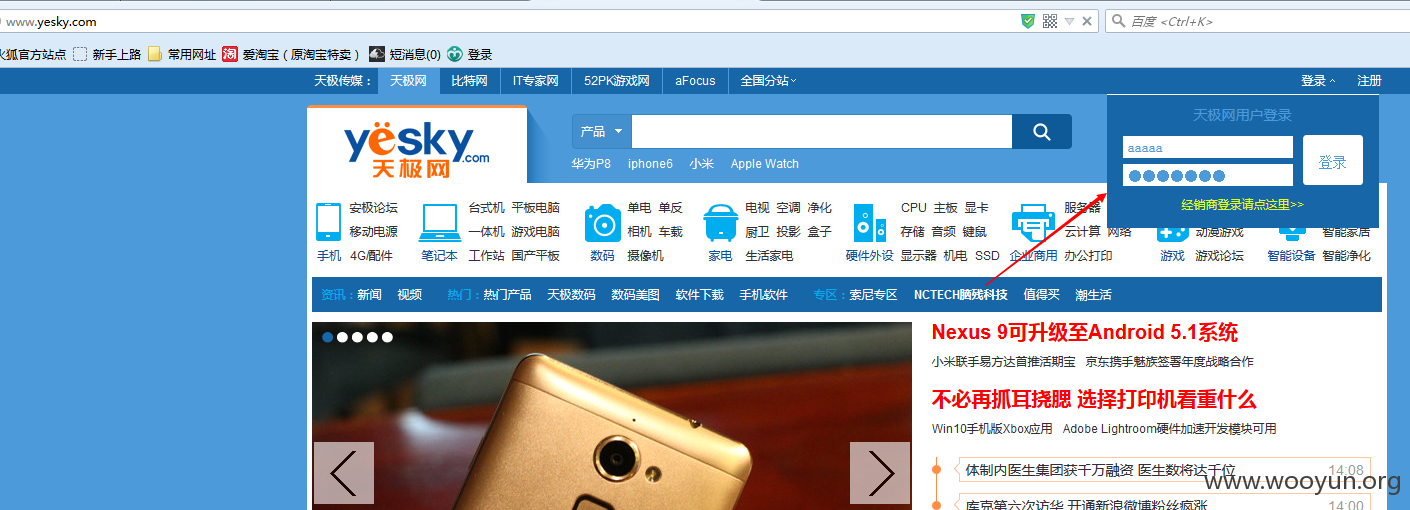 www.yesky.com
百度 <Ctrl+K>
火狐官方站点 新手上路 常用网址 淘 爱淘宝（原淘宝特卖） 短消息(0) 登录
天极传媒： 天极网 比特网 IT专家网 52PK游戏网 aFocus 全国分站 登录 注册
天极网用户登录
yesky.com
天极网
产品
aaaaa
登录
华为P8 iphone6 小米 Apple Watch
经销商登录请点这里>>
安极论坛 台式机 平板电脑 单电 单反 电视 空调 净化 CPU 主板 显卡 服务器
移动电源 一体机 游戏电脑 相机 车载 厨卫 投影 盒子 存储 音频 键鼠 云计算 网络 动漫游戏 智能家居
手机 4G/配件 笔记本 工作站 国产平板 数码 摄像机 家电 生活家电 硬件外设 显示器 机电 SSD 企业商用 办公打印 游戏 游戏论坛 智能设备 智能净化
资讯：新闻 视频 热门：热门产品 天极数码 数码美图 软件下载 手机软件 专区：索尼专区 NCTECH脑残科技 值得买 潮生活
Nexus 9可升级至Android 5.1系统
小米联手易方达首推活期宝 京东携手魅族签署年度战略合作
不必再抓耳挠腮 选择打印机看重什么
Win10手机版Xbox应用 Adobe Lightroom硬件加速开发模块可用
体制内医生集团获千万融资 医生数将达千位 14:08
www.wooyun.org
库克第六次访华 开通新浪微博粉丝疯涨 14:00